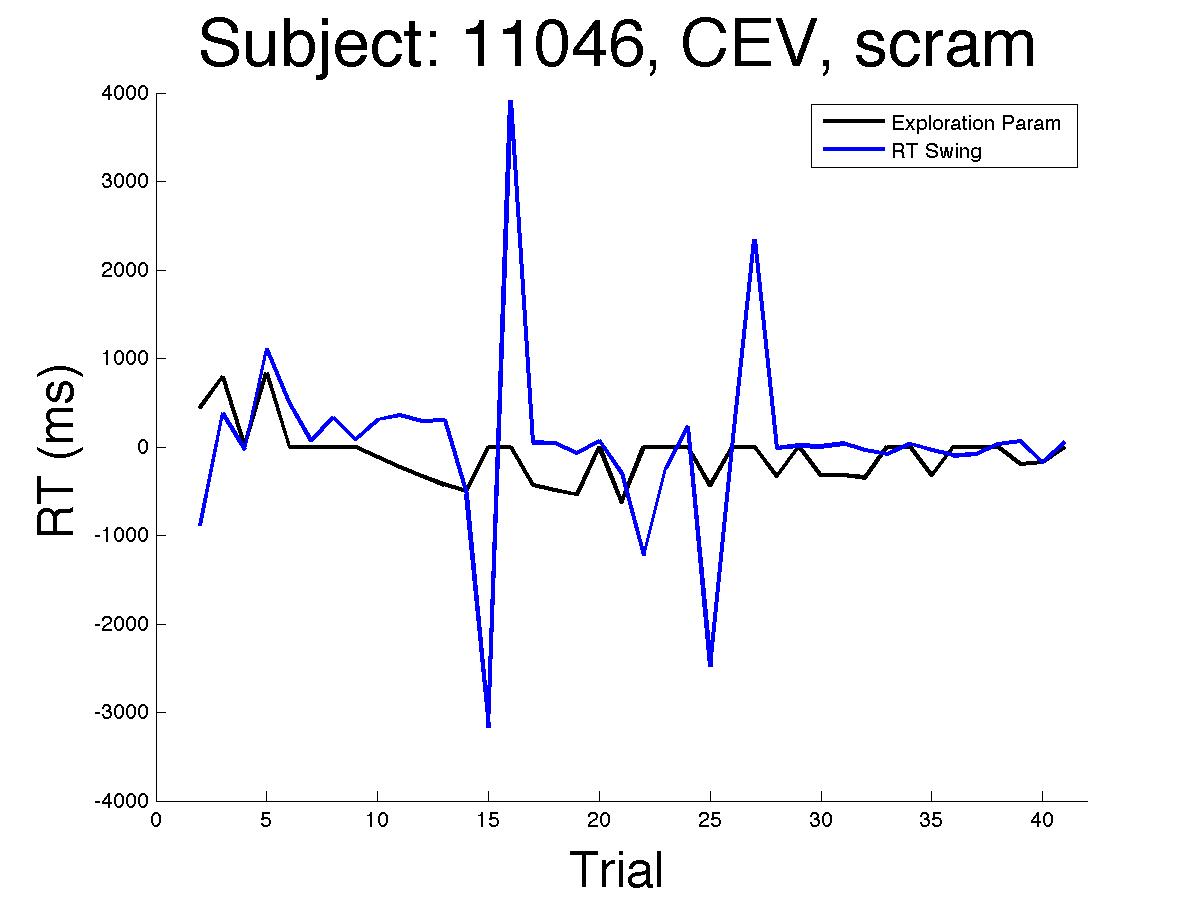 Subject: 11046, CEV, scram
Exploration Param
RT Swing
RT (ms)
4000
3000
2000
1000
0
-1000
-2000
-3000
-4000
0 5 10 15 20 25 30 35 40
Trial